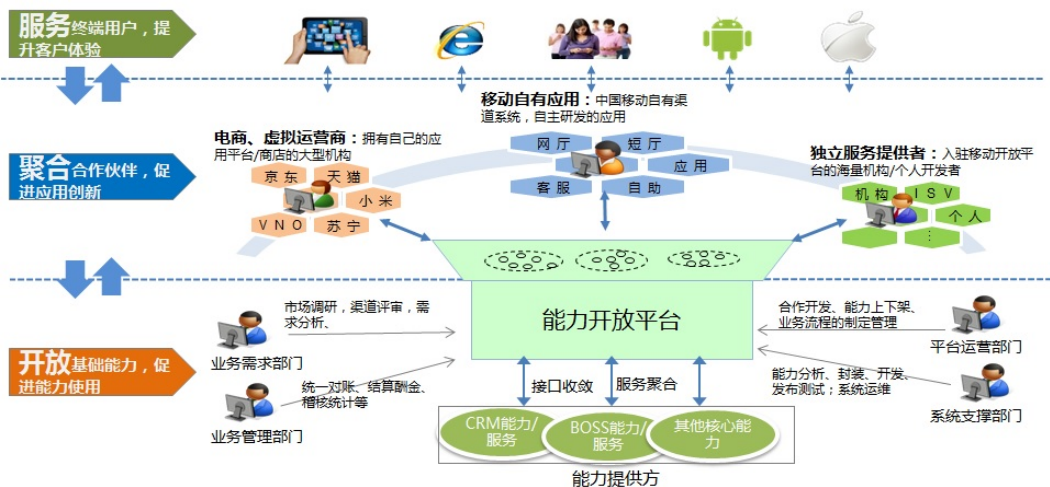 服务终端用户，提
升客户体验
移动自有应用：中国移动自有渠
道系统，自主研发的应用
电商、虚拟运营商：拥有自己的应
用平台/商店的大型机构
独立服务提供者：入驻移动开放平
台的海量机构/个人开发者
聚合合作伙伴，促
进应用创新
京东
天猫
小米
VNO
苏宁
网厅
短厅
应用
客服
自助
机构
ISV
个人
⋮
能力开放平台
开放基础能力，促
进能力使用
市场调研，渠道评审，需
求分析、
业务需求部门
统一对账、结算酬金、
稽核统计等
业务管理部门
合作开发、能力上下架、
业务流程的制定管理
平台运营部门
能力分析、封装、开发、
发布测试；系统运维
系统支撑部门
接口收敛
服务聚合
CRM能力/
服务
BOSS能力/
服务
其他核心能
力
能力提供方